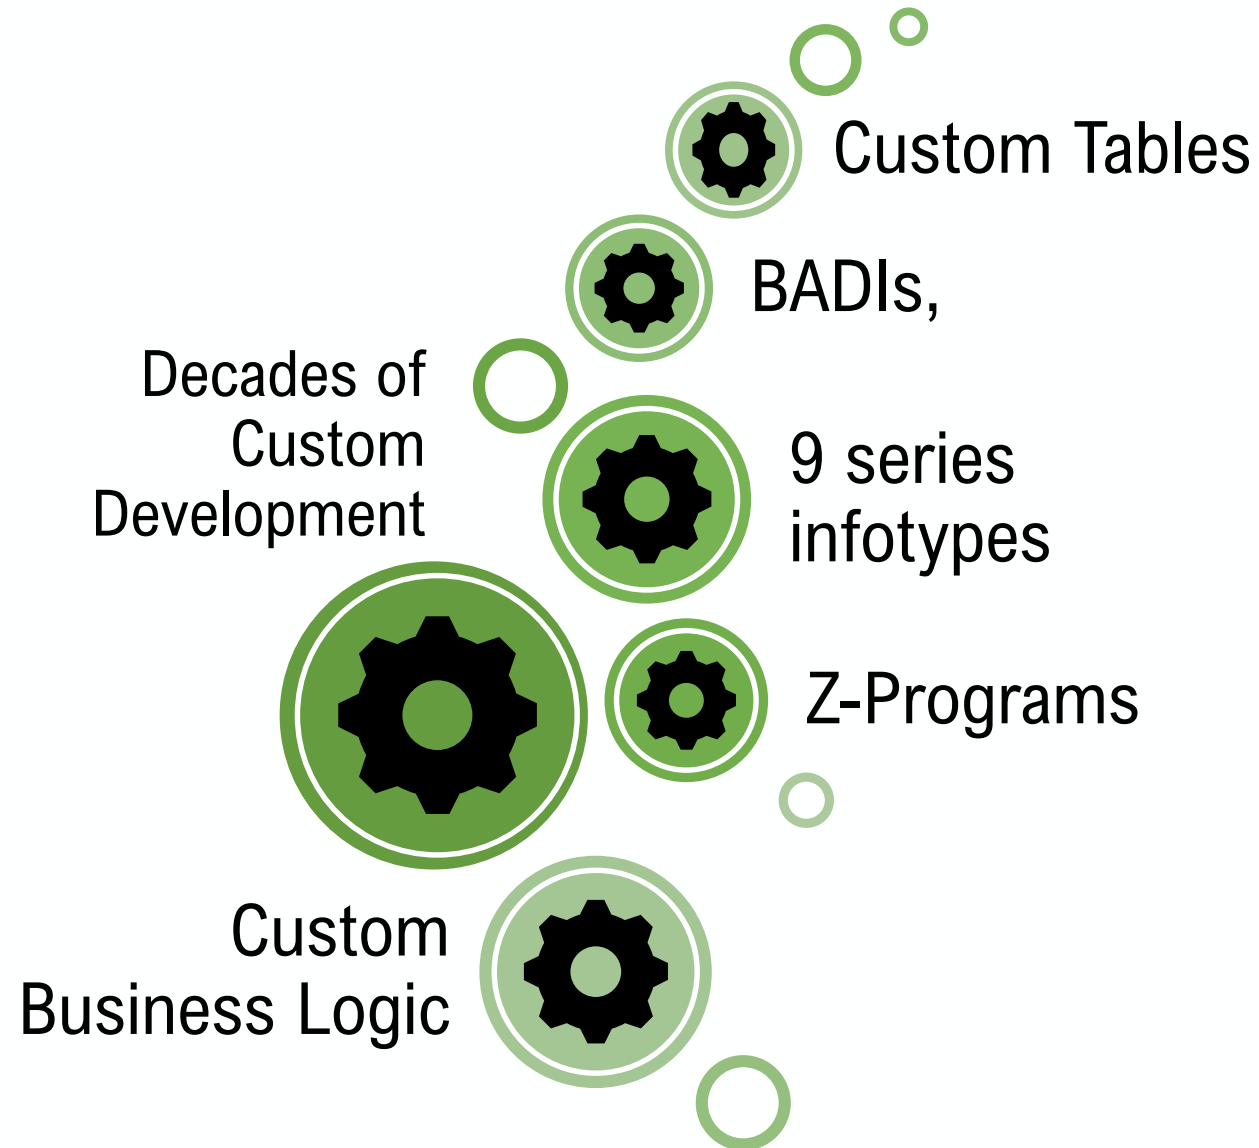 Custom Tables
BADIs,
Decades of
Custom
Development
9 series
infotypes
Z-Programs
Custom
Business Logic